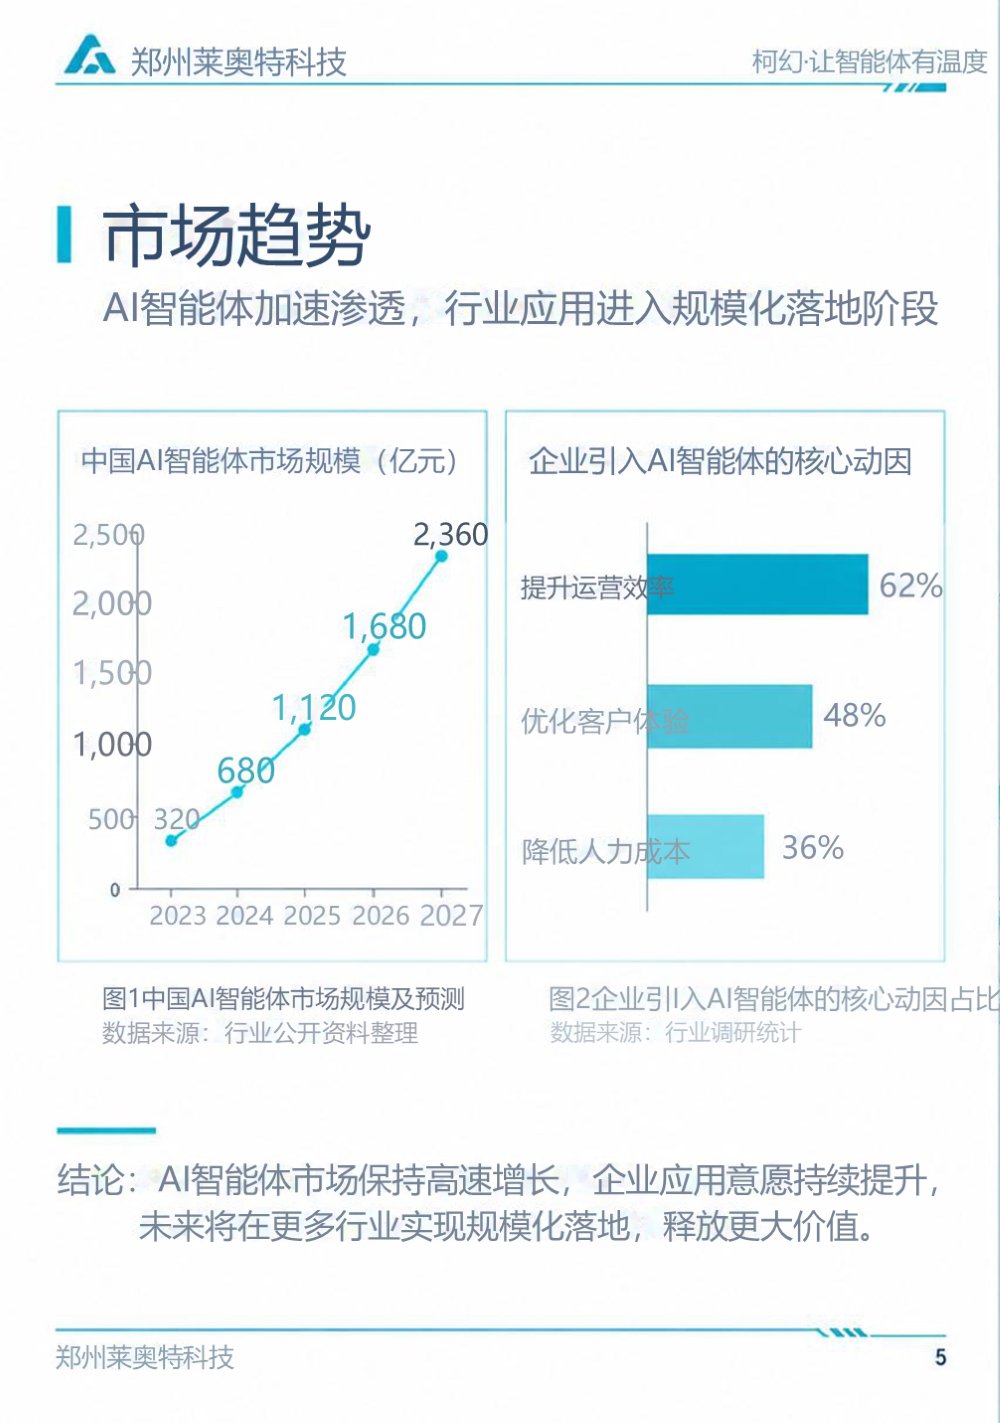 郑州莱奥特科技
柯幻·让智能体有温度
市场趋势
AI智能体加速渗透，行业应用进入规模化落地阶段
中国AI智能体市场规模（亿元）
2,500
2,000
1,500
1,000
500
0
320
680
1,120
1,680
2,360
2023 2024 2025 2026 2027
图1中国AI智能体市场规模及预测
数据来源：行业公开资料整理
企业引入AI智能体的核心动因
提升运营效率 62%
优化客户体验 48%
降低人力成本 36%
图2企业引I入AI智能体的核心动因占比
数据来源：行业调研统计
结论：AI智能体市场保持高速增长，企业应用意愿持续提升，
未来将在更多行业实现规模化落地，释放更大价值。
郑州莱奥特科技
5